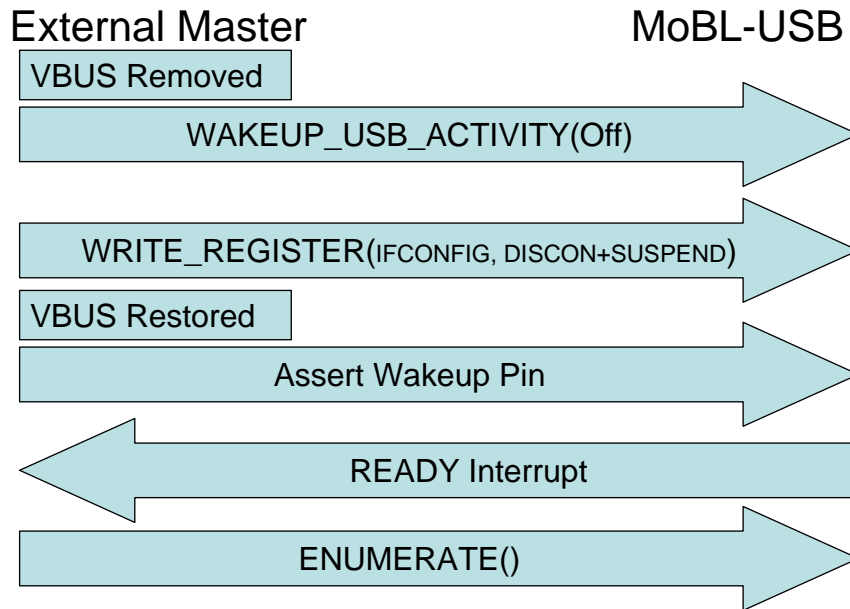 External Master
MoBL-USB
VBUS Removed
WAKEUP_USB_ACTIVITY(Off)
WRITE_REGISTER(IFCONFIG, DISCON+SUSPEND)
VBUS Restored
Assert Wakeup Pin
READY Interrupt
ENUMERATE()